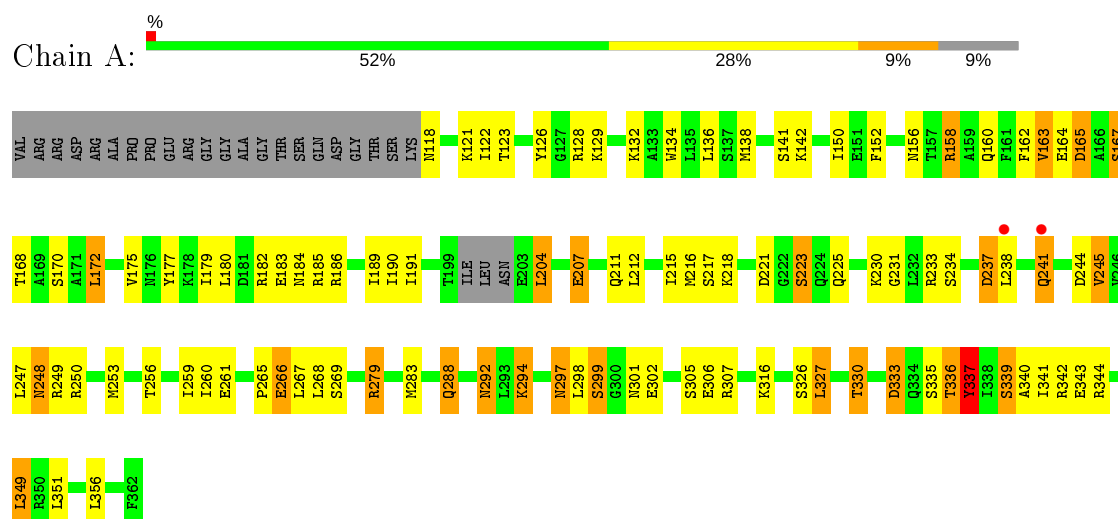 %
Chain A:
52% 28% 9% 9%
VAL ARG ARG ASP ARG ALA PRO PRO GLU ARG GLY GLY ALA GLY THR SER GLN ASP GLY THR SER LYS N118 K121 I122 T123 Y126 G127 R128 K129 K132 A133 W134 L135 L136 S137 M138 S141 K142 I150 E151 F152 N156 T157 R158 A159 Q160 F161 F162 V163 E164 D165 A166 S167
T168 A169 S170 A171 L172 V175 N176 Y177 K178 I179 L180 D181 R182 E183 N184 R185 R186 I189 I190 I191 T199 ILE LEU ASN E203 L204 E207 Q211 L212 I215 M216 S217 K218 D221 G222 S223 Q224 Q225 K230 G231 L232 R233 S234 D237 L238 Q241 D244 V245 V246
L247 N248 R249 R250 M253 T256 I259 I260 E261 P265 E266 L267 L268 S269 R279 M283 Q288 N292 L293 K294 N297 L298 S299 G300 N301 E302 S305 E306 R307 K316 S326 L327 T330 D333 Q334 S335 T336 Y337 I338 S339 A340 I341 R342 E343 R344
L349 R350 L351 L356 F362